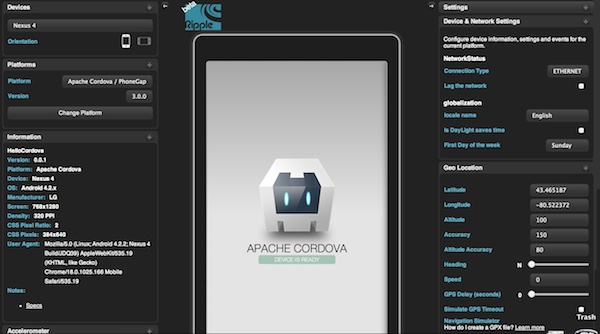 Devices
Nexus 4
Orientation
Platforms
Platform Apache Cordova / PhoneGap
Version 3.0.0
Change Platform
Information
HelloCordova
Version: 0.0.1
Platform: Apache Cordova
Device: Nexus 4
OS: Android 4.2.x
Manufacturer: LG
Screen: 768x1280
Density: 320 PPI
CSS Pixel Ratio: 2
CSS Pixels: 384x640
User Agent: Mozilla/5.0 (Linux; Android 4.2.2; Nexus 4
Build/JDQ39) AppleWebKit/535.19
(KHTML, like Gecko)
Chrome/18.0.1025.166 Mobile
Safari/535.19
Notes:
Specs
Accelerometer
beta
Ripple
APACHE CORDOVA
DEVICE IS READY
Settings
Device & Network Settings
Configure device information, settings and events for the
current platform.
NetworkStatus
Connection Type ETHERNET
Lag the network
globalization
locale name English
Is DayLight saves time
First Day of the week Sunday
Geo Location
Latitude 43.465187
Longitude -80.522372
Altitude 100
Accuracy 150
Altitude Accuracy 80
Heading N 0
Speed 0
GPS Delay (seconds) 0
Simulate GPS Timeout
Trash
Navigation Simulator
How do I create a GPX file? Learn more